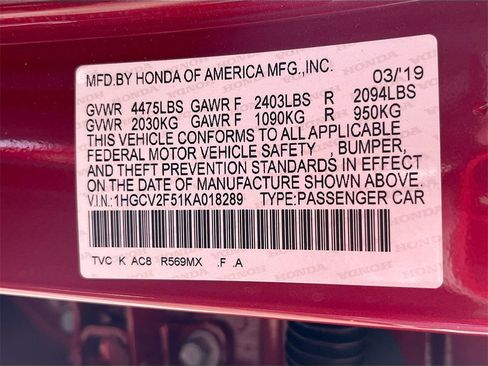 MFD.BY HONDA OF AMERICA MFG.,INC. 03/'19
GVWR 4475LBS GAWR F 2403LBS R 2094LBS
GVWR 2030KG GAWR F 1090KG R 950KG
THIS VEHICLE CONFORMS TO ALL APPLICABLE
FEDERAL MOTOR VEHICLE SAFETY , BUMPER,
AND THEFT PREVENTION STANDARDS IN EFFECT
ON THE DATE OF MANUFACTURE SHOWN ABOVE.
V.I.N.:1HGCV2F51KA018289 TYPE:PASSENGER CAR
TVC K AC8 R569MX .F .A